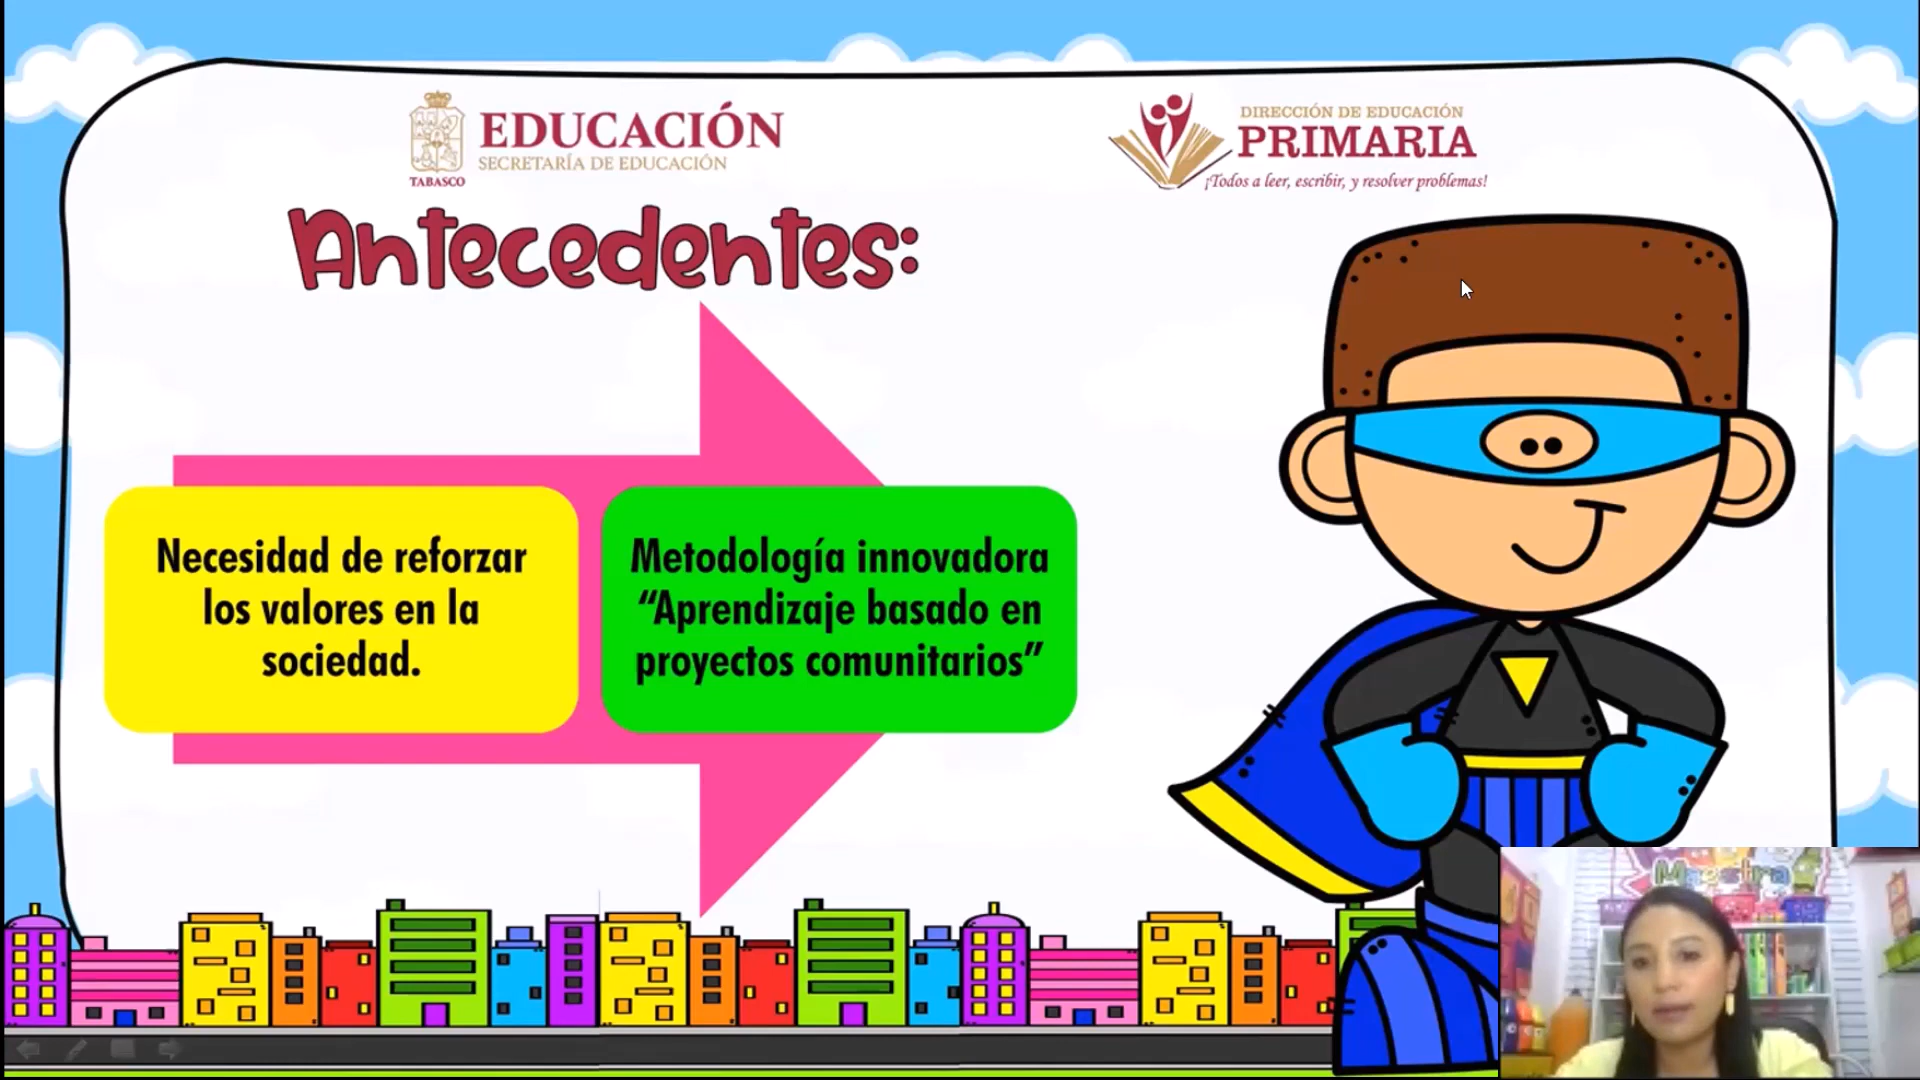 EDUCACIÓN
SECRETARÍA DE EDUCACIÓN
TABASCO
DIRECCIÓN DE EDUCACIÓN
PRIMARIA
¡Todos a leer, escribir, y resolver problemas!
Antecedentes:
Necesidad de reforzar
los valores en la
sociedad.
Metodología innovadora
“Aprendizaje basado en
proyectos comunitarios”
Maestra